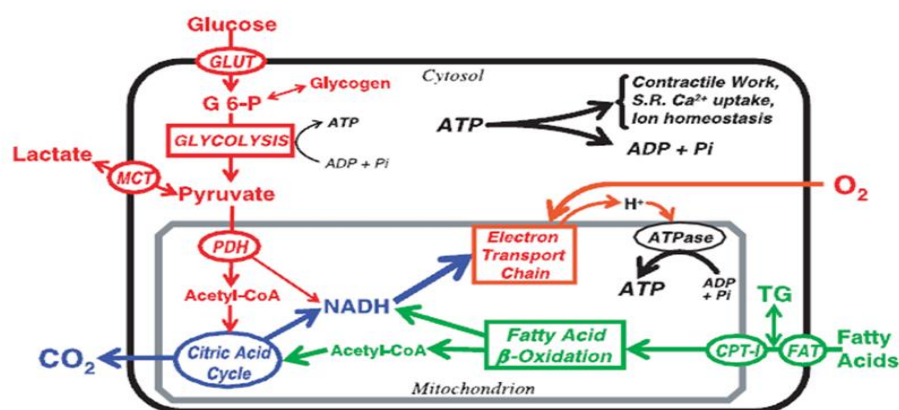 Glucose
GLUT
Cytosol
G 6-P
Glycogen
Contractile Work,
S.R. Ca²⁺ uptake,
Ion homeostasis
ATP
GLYCOLYSIS
ATP
ADP + Pi
ADP + Pi
Lactate
MCT
Pyruvate
O₂
H⁺
PDH
Electron
Transport
Chain
ATPase
Acetyl-CoA
NADH
ATP
ADP
+ Pi
TG
CO₂
Citric Acid
Cycle
Acetyl-CoA
Fatty Acid
β-Oxidation
CPT-I
FAT
Fatty
Acids
Mitochondrion